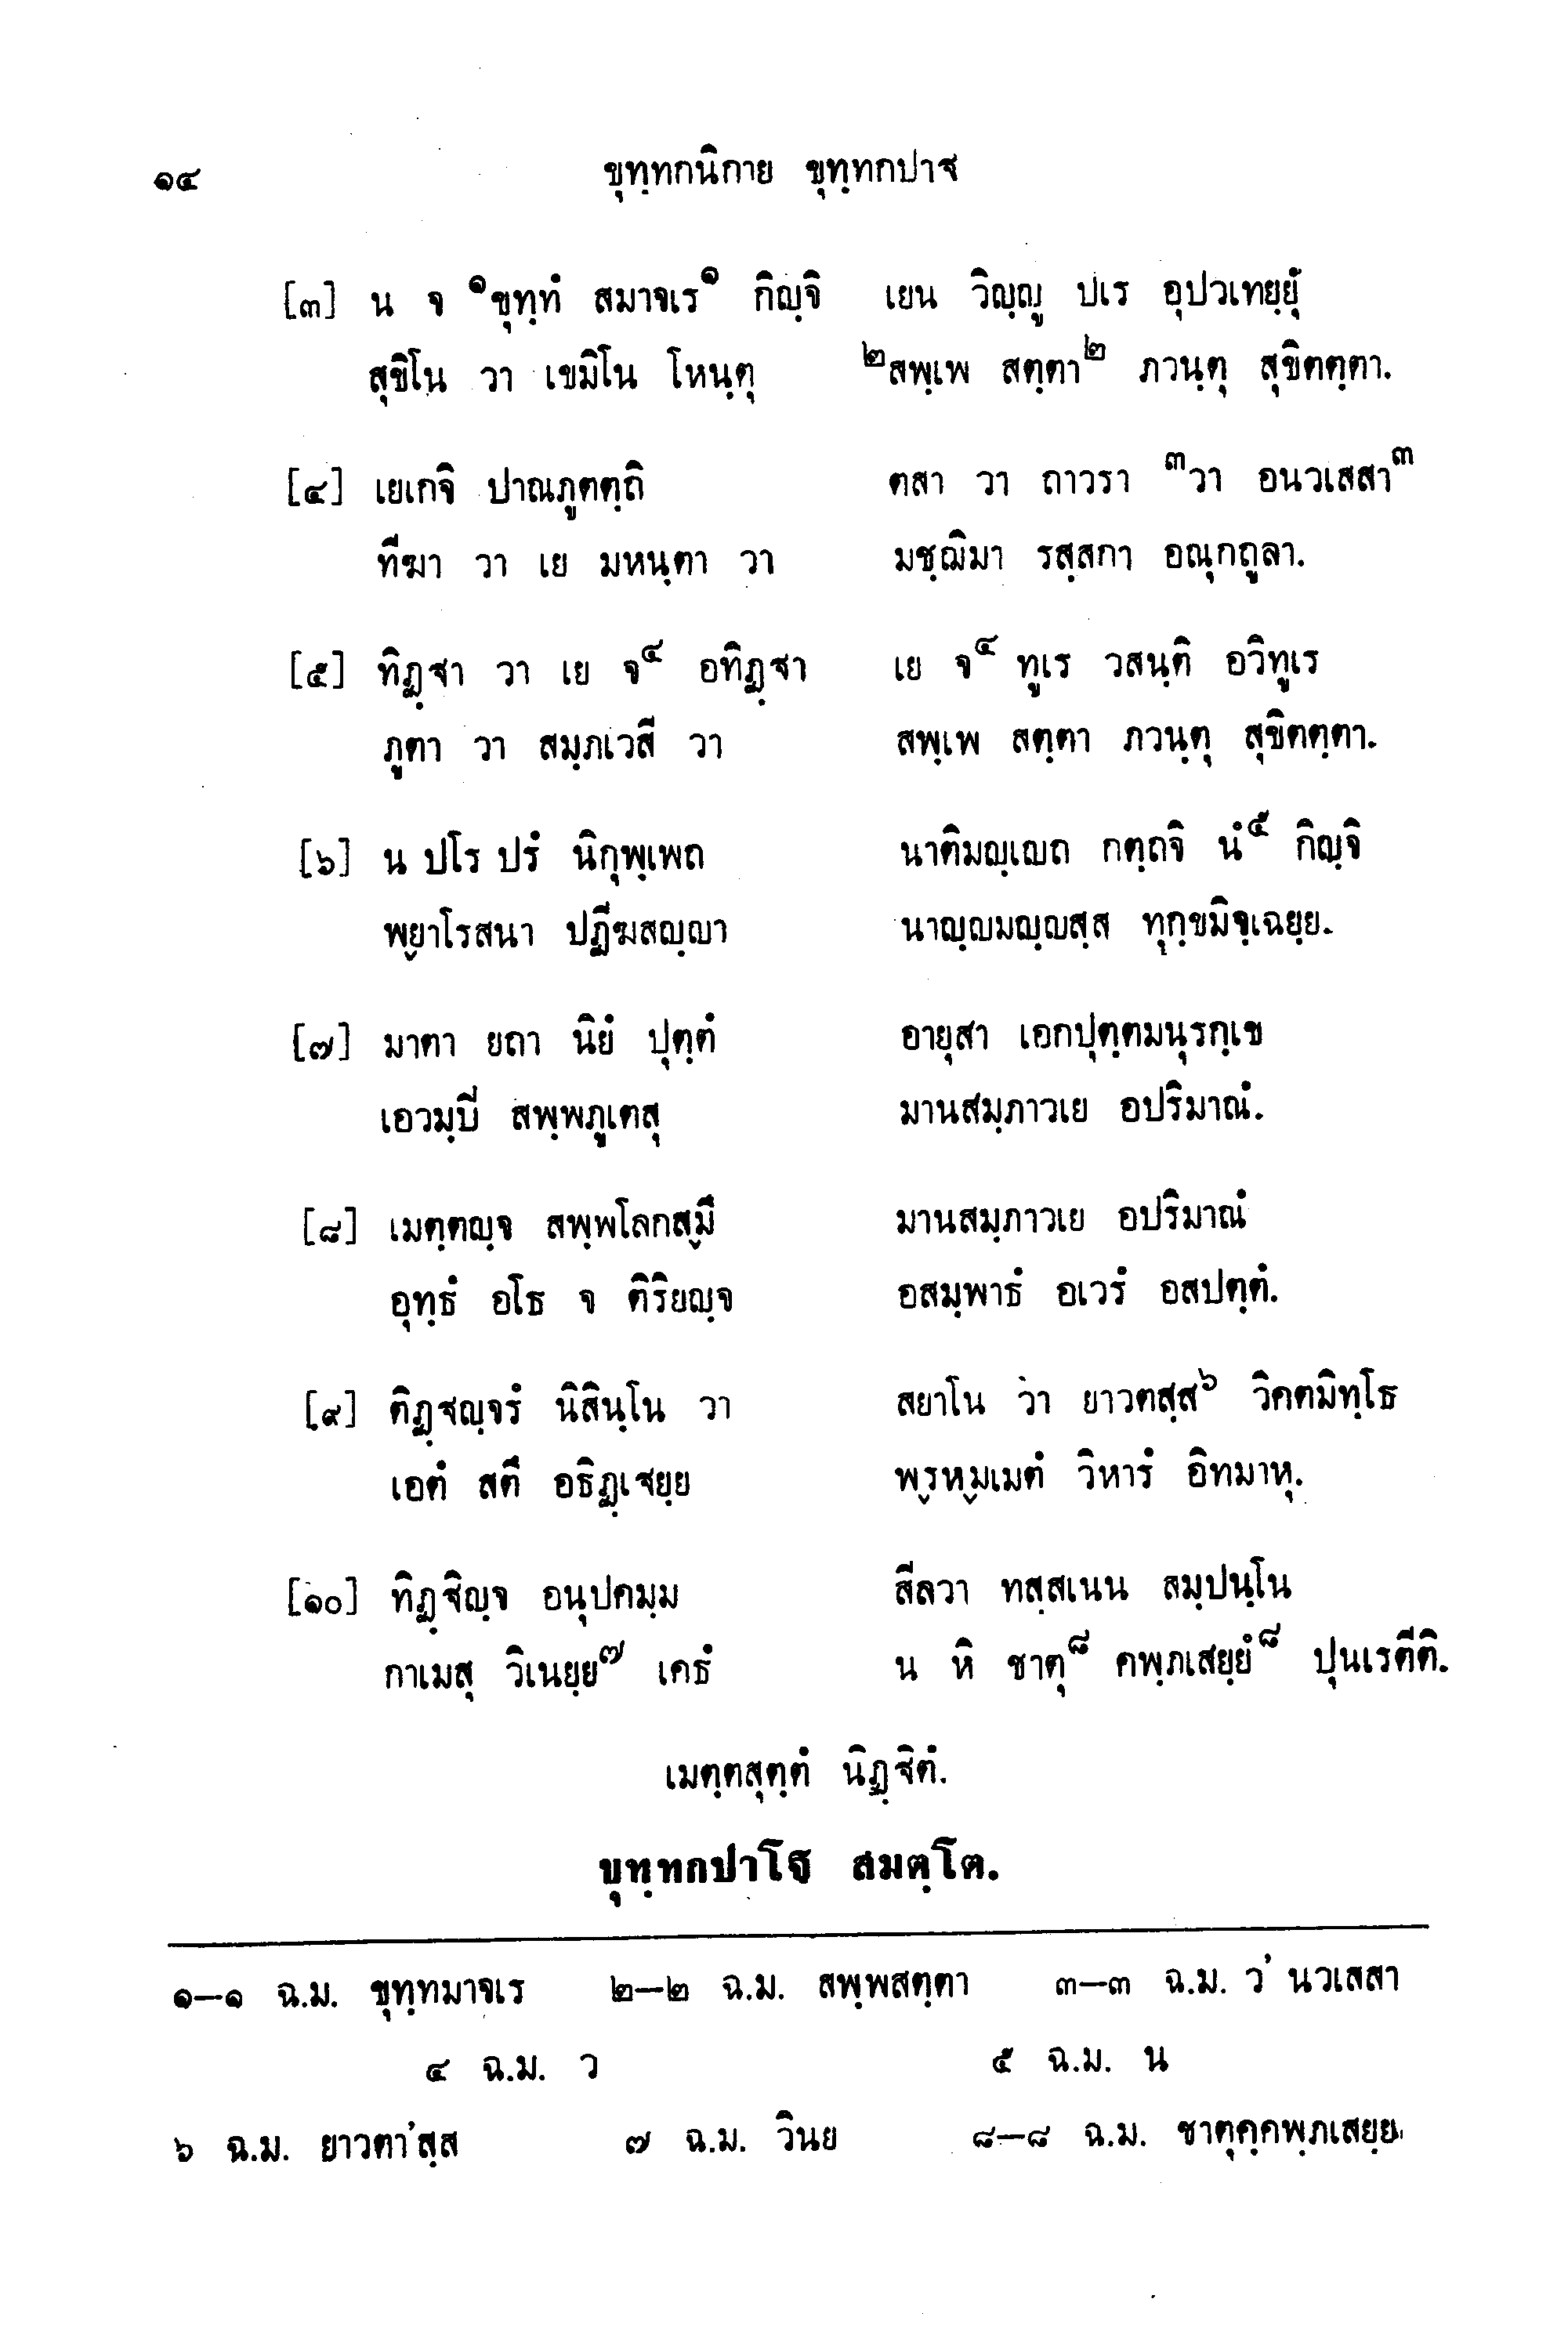 ๑๔ ขุทฺทกนิกาย ขุทฺทกปาฐ
[๓] น จ ๑ขุทฺทํ สมาจเร๑ กิญฺจิ เยน วิญฺญู ปเร อุปวเทยฺยุํ
สุขิโน วา เขมิโน โหนฺตุ ๒สพฺเพ สตฺตา๒ ภวนฺตุ สุขิตตฺตา.
[๔] เยเกจิ ปาณภูตตฺถิ ตสา วา ถาวรา ๓วา อนวเสสา๓
ทีฆา วา เย มหนฺตา วา มชฺฌิมา รสฺสกา อณุกถูลา.
[๕] ทิฏฺฐา วา เย จ๔ อทิฏฺฐา เย จ๔ ทูเร วสนฺติ อวิทูเร
ภูตา วา สมฺภเวสี วา สพฺเพ สตฺตา ภวนฺตุ สุขิตตฺตา.
[๖] น ปโร ปรํ นิกุพฺเพถ นาติมญฺเญถ กตฺถจิ นํ๕ กิญฺจิ
พฺยาโรสนา ปฏีฆสญฺญา นาญฺญมญฺญสฺส ทุกฺขมิจฺเฉยฺย.
[๗] มาตา ยถา นิยํ ปุตฺตํ อายุสา เอกปุตฺตมนุรกฺเข
เอวมฺปี สพฺพภูเตสุ มานสมฺภาวเย อปริมาณํ.
[๘] เมตฺตญฺจ สพฺพโลกสฺมึ มานสมฺภาวเย อปริมาณํ
อุทฺธํ อโธ จ ติริยญฺจ อสมฺพาธํ อเวรํ อสปตฺตํ.
[๙] ติฏฺฐญฺจรํ นิสินฺโน วา สยาโน วา ยาวตสฺส๖ วิคตมิทฺโธ
เอตํ สตึ อธิฏฺเฐยฺย พฺรหฺมเมตํ วิหารํ อิทมาหุ.
[๑๐] ทิฏฺฐิญฺจ อนุปคมฺม สีลวา ทสฺสเนน สมฺปนฺโน
กาเมสุ วิเนยฺย๗ เคธํ น หิ ชาตุ๘ คพฺภเสยฺยํ๘ ปุนเรตีติ.
เมตฺตสุตฺตํ นิฏฺฐิตํ.
ขุทฺทกปาโฐ สมตฺโต.
๑–๑ ฉ.ม. ขุทฺทมาจเร ๒–๒ ฉ.ม. สพฺพสตฺตา ๓–๓ ฉ.ม. ว' นวเสสา
๔ ฉ.ม. ว ๕ ฉ.ม. น
๖ ฉ.ม. ยาวตา'สฺส ๗ ฉ.ม. วินย ๘–๘ ฉ.ม. ชาตุคฺคพฺภเสยฺย